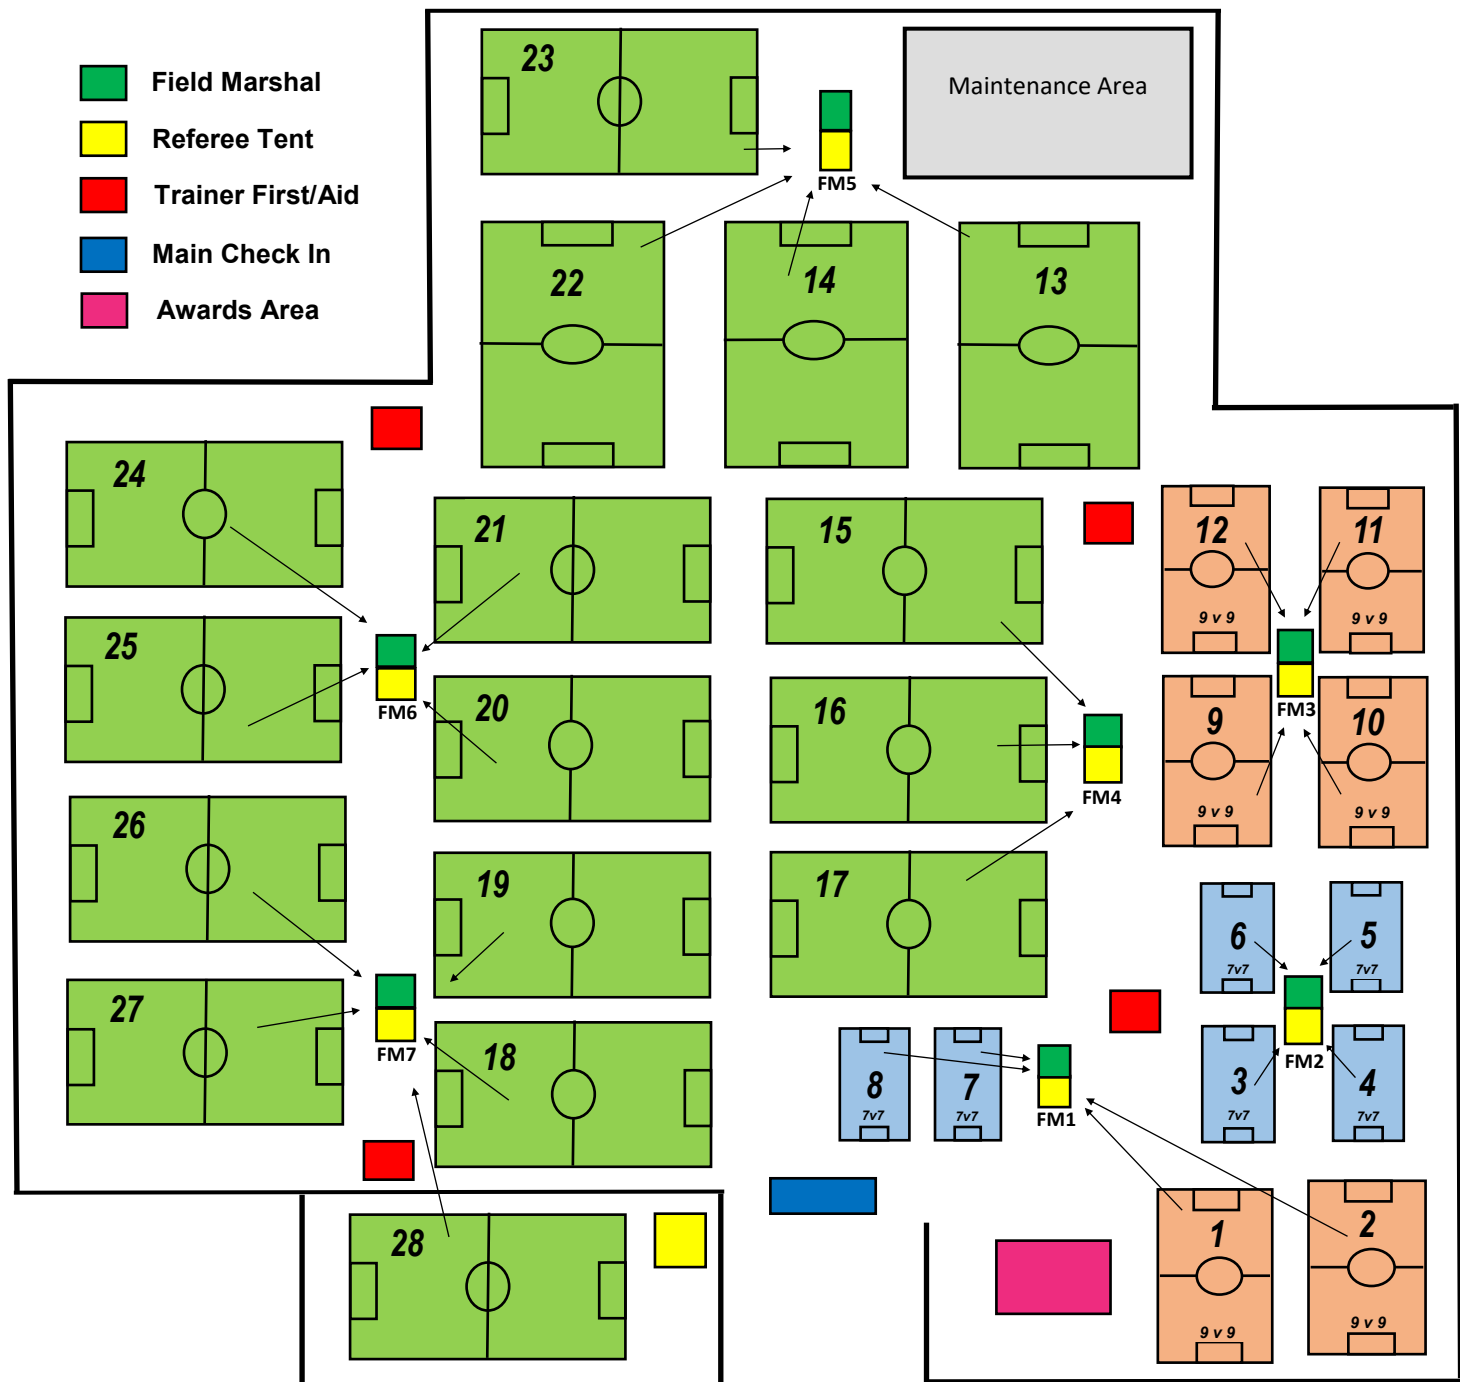 Field Marshal
Referee Tent
Trainer First/Aid
Main Check In
Awards Area
23
Maintenance Area
FM5
22
14
13
24
21
15
12
11
9 v 9
9 v 9
25
FM6
20
16
FM4
9
FM3
10
9 v 9
9 v 9
26
19
17
6
5
7v7
7v7
27
FM7
18
8
7
7v7
7v7
FM1
FM2
3
4
7v7
7v7
28
1
2
9 v 9
9 v 9